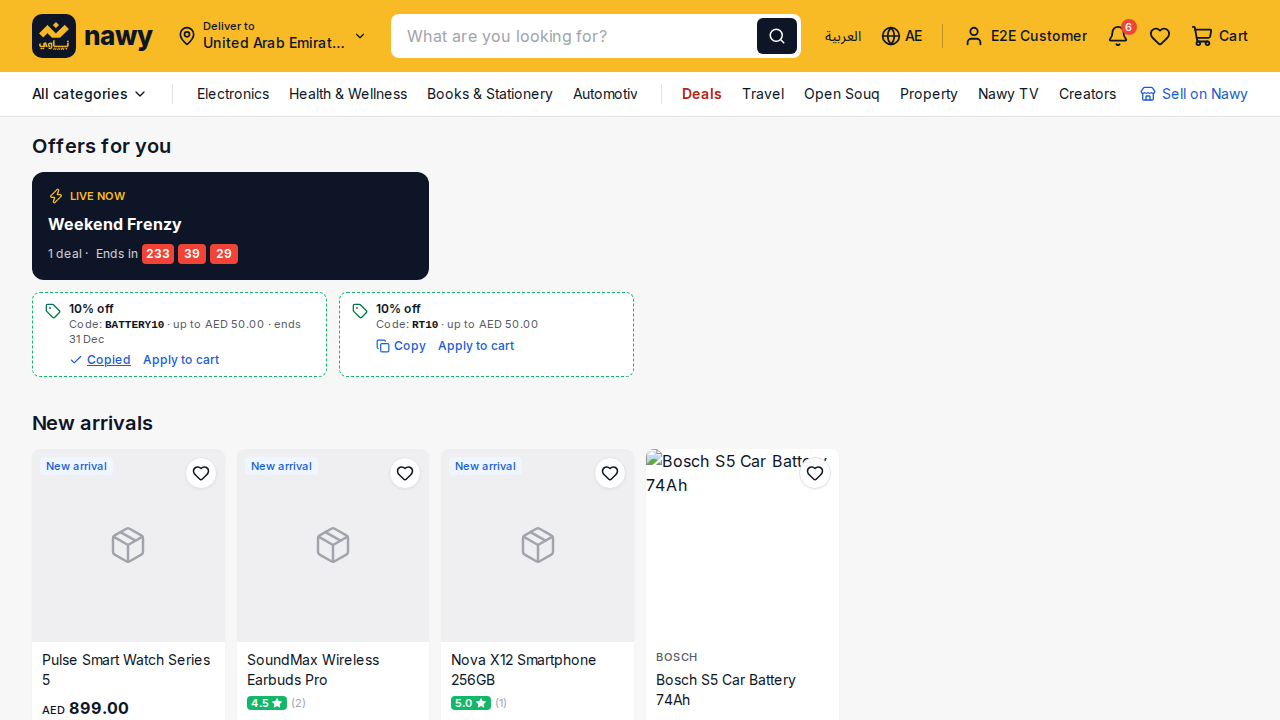 نـاوي
NAWY
nawy
Deliver to
United Arab Emirat...
What are you looking for?
العربية
AE
E2E Customer
6
Cart
All categories
Electronics
Health & Wellness
Books & Stationery
Automotiv
Deals
Travel
Open Souq
Property
Nawy TV
Creators
Sell on Nawy
Offers for you
LIVE NOW
Weekend Frenzy
1 deal · Ends in 233 39 29
10% off
Code: BATTERY10 · up to AED 50.00 · ends
31 Dec
Copied Apply to cart
10% off
Code: RT10 · up to AED 50.00
Copy Apply to cart
New arrivals
New arrival
Pulse Smart Watch Series
5
AED 899.00
New arrival
SoundMax Wireless
Earbuds Pro
4.5 (2)
New arrival
Nova X12 Smartphone
256GB
5.0 (1)
Bosch S5 Car Battery
74Ah
BOSCH
Bosch S5 Car Battery
74Ah